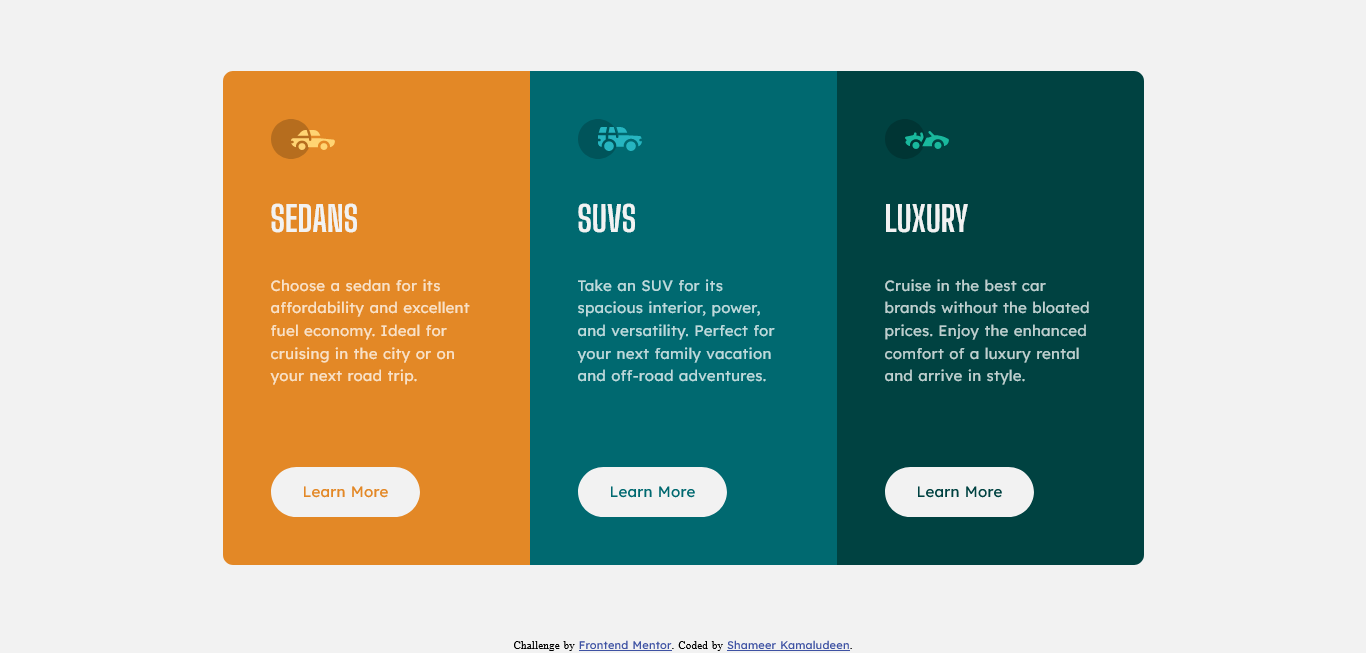 SEDANS
Choose a sedan for its
affordability and excellent
fuel economy. Ideal for
cruising in the city or on
your next road trip.
Learn More
SUVS
Take an SUV for its
spacious interior, power,
and versatility. Perfect for
your next family vacation
and off-road adventures.
Learn More
LUXURY
Cruise in the best car
brands without the bloated
prices. Enjoy the enhanced
comfort of a luxury rental
and arrive in style.
Learn More
Challenge by Frontend Mentor. Coded by Shameer Kamaludeen.